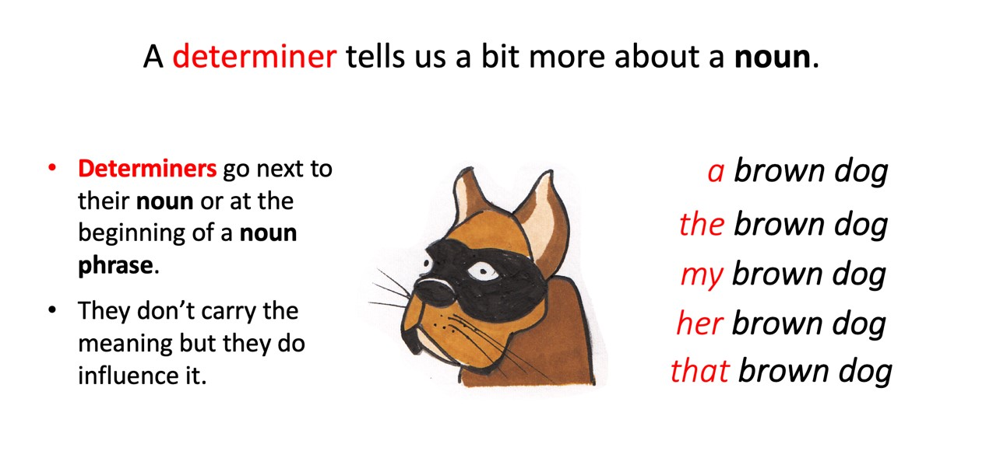 A determiner tells us a bit more about a noun.
• Determiners go next to
their noun or at the
beginning of a noun
phrase.
• They don’t carry the
meaning but they do
influence it.
a brown dog
the brown dog
my brown dog
her brown dog
that brown dog